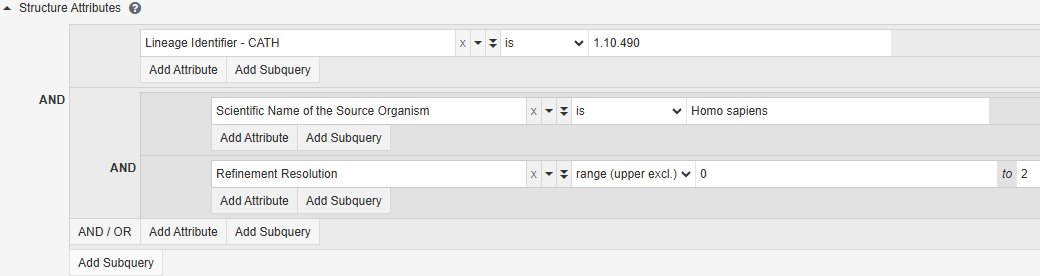 Structure Attributes ?
Lineage Identifier - CATH x is 1.10.490
Add Attribute Add Subquery
AND
Scientific Name of the Source Organism x is Homo sapiens
Add Attribute Add Subquery
AND
Refinement Resolution x range (upper excl.) 0 to 2
Add Attribute Add Subquery
AND / OR Add Attribute Add Subquery
Add Subquery